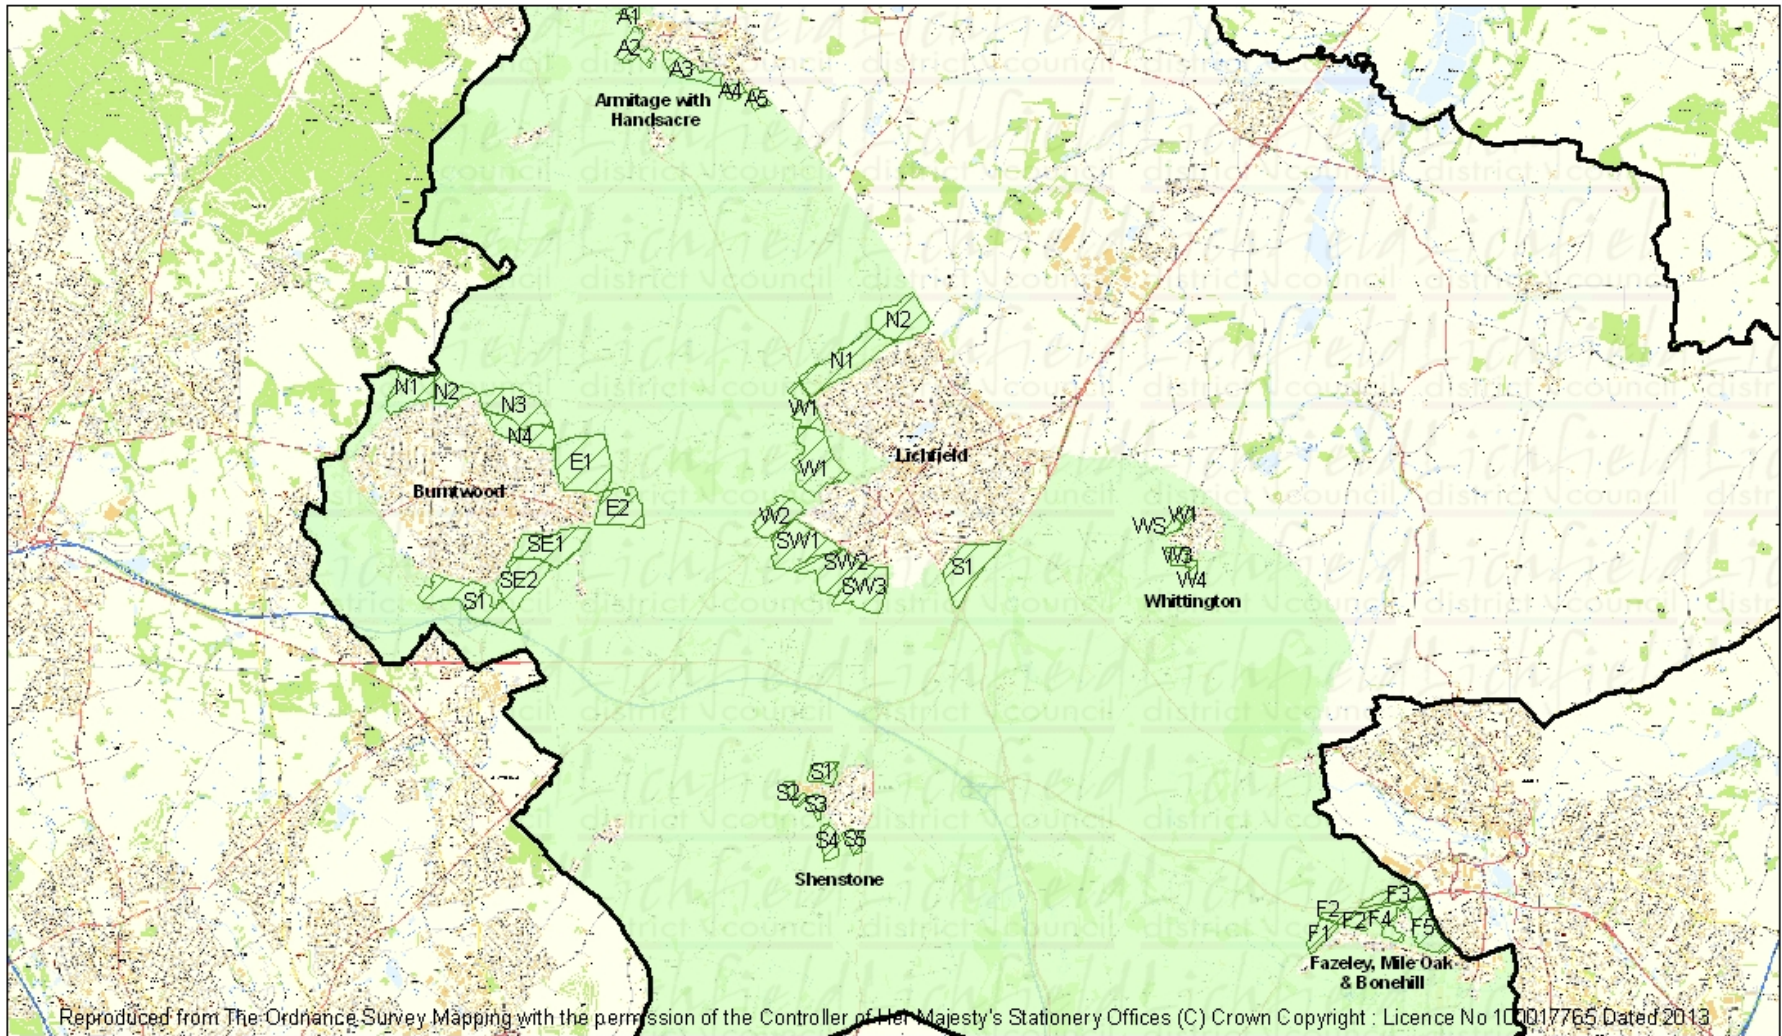 A1
A2
A3
A4
A5
Armitage with
Handsacre
N2
N1
W1
W1
Lichfield
W2
SW1
SW2
SW3
S1
N1
N2
N3
N4
E1
Burntwood
E2
SE1
SE2
S1
W1
WS
W3
W4
Whittington
S1
S2
S3
S4
S5
Shenstone
F3
F2
F2
F4
F1
F5
Fazeley, Mile Oak
& Bonehill
Reproduced from The Ordnance Survey Mapping with the permission of the Controller of Her Majesty's Stationery Offices (C) Crown Copyright : Licence No 100017765 Dated 2013